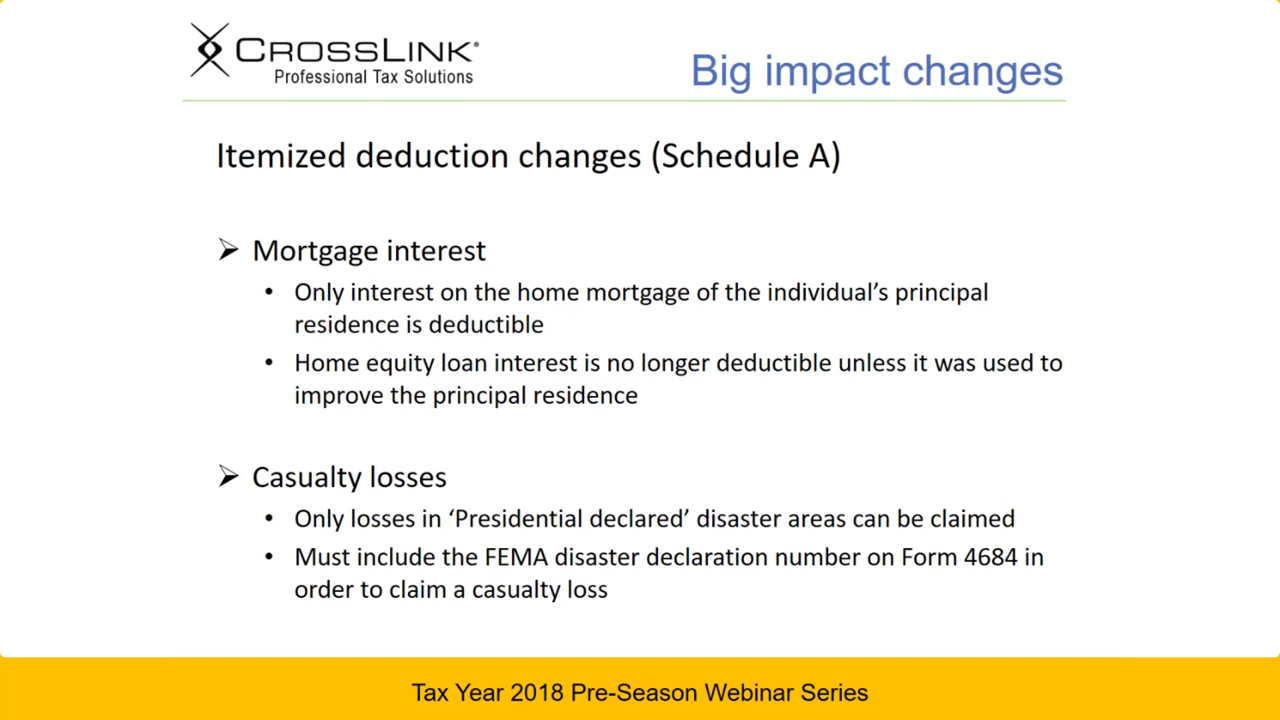 CROSSLINK®
Professional Tax Solutions
Big impact changes
Itemized deduction changes (Schedule A)
➢ Mortgage interest
• Only interest on the home mortgage of the individual’s principal
residence is deductible
• Home equity loan interest is no longer deductible unless it was used to
improve the principal residence
➢ Casualty losses
• Only losses in ‘Presidential declared’ disaster areas can be claimed
• Must include the FEMA disaster declaration number on Form 4684 in
order to claim a casualty loss
Tax Year 2018 Pre-Season Webinar Series